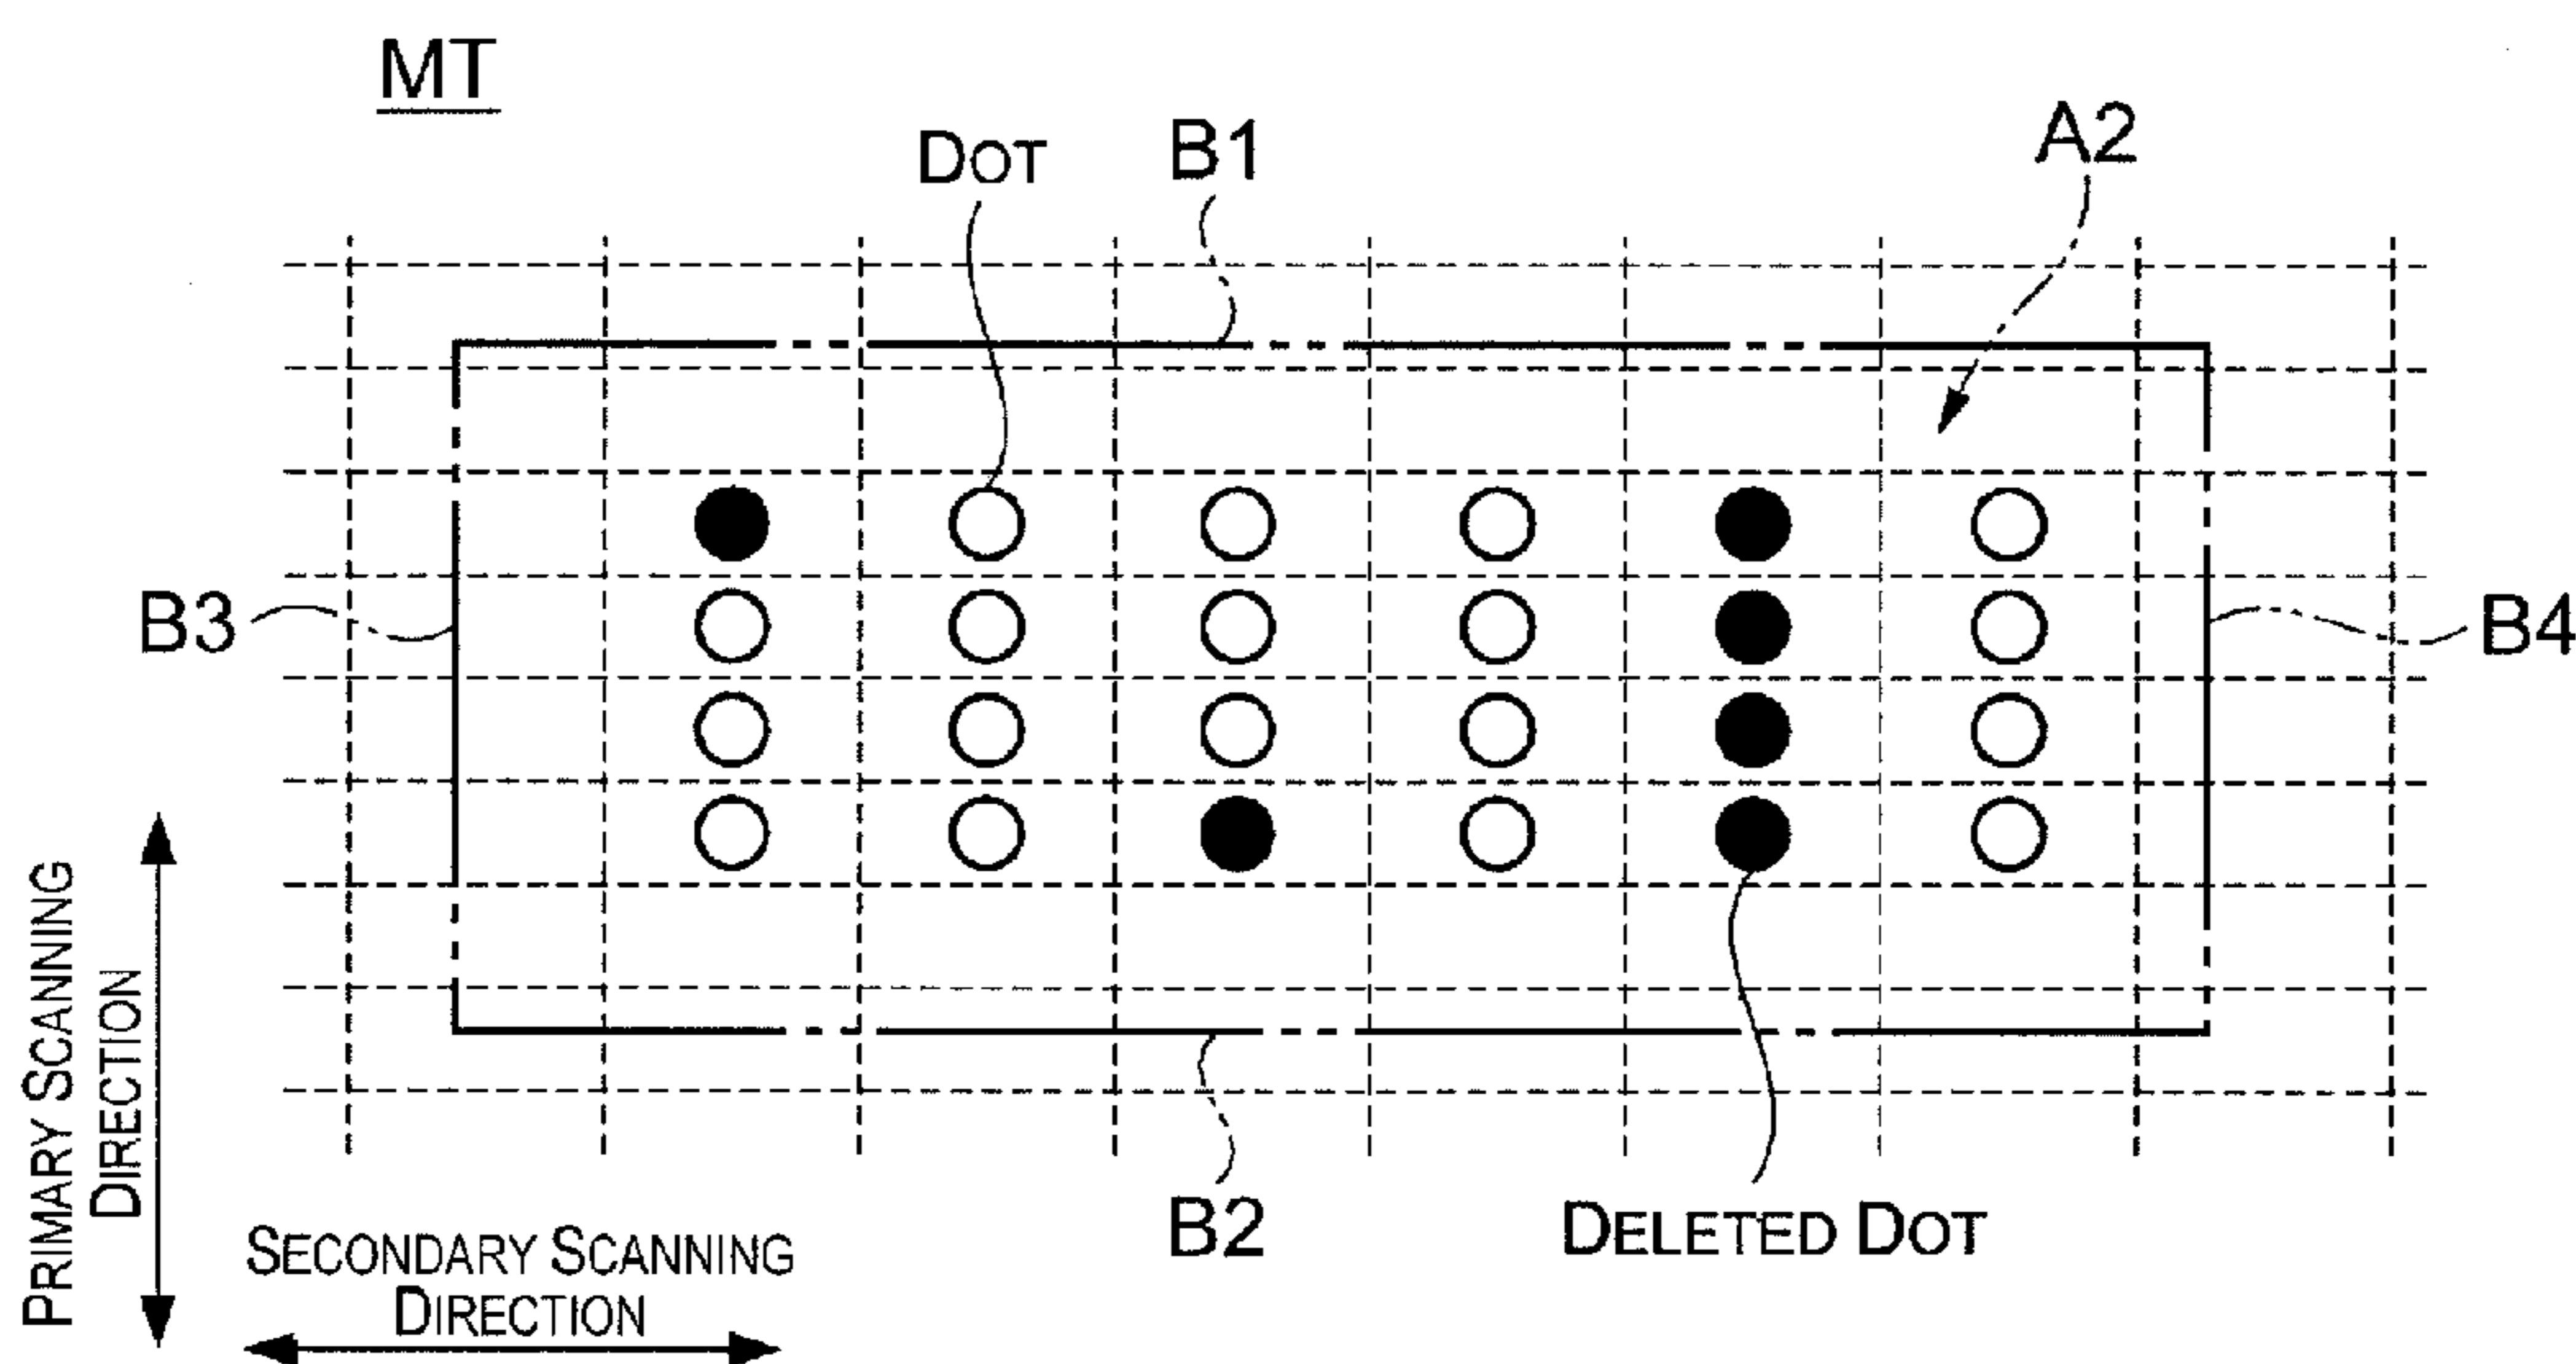 MT
DOT
B1
A2
B3
B4
PRIMARY SCANNING
DIRECTION
SECONDARY SCANNING
DIRECTION
B2
DELETED DOT